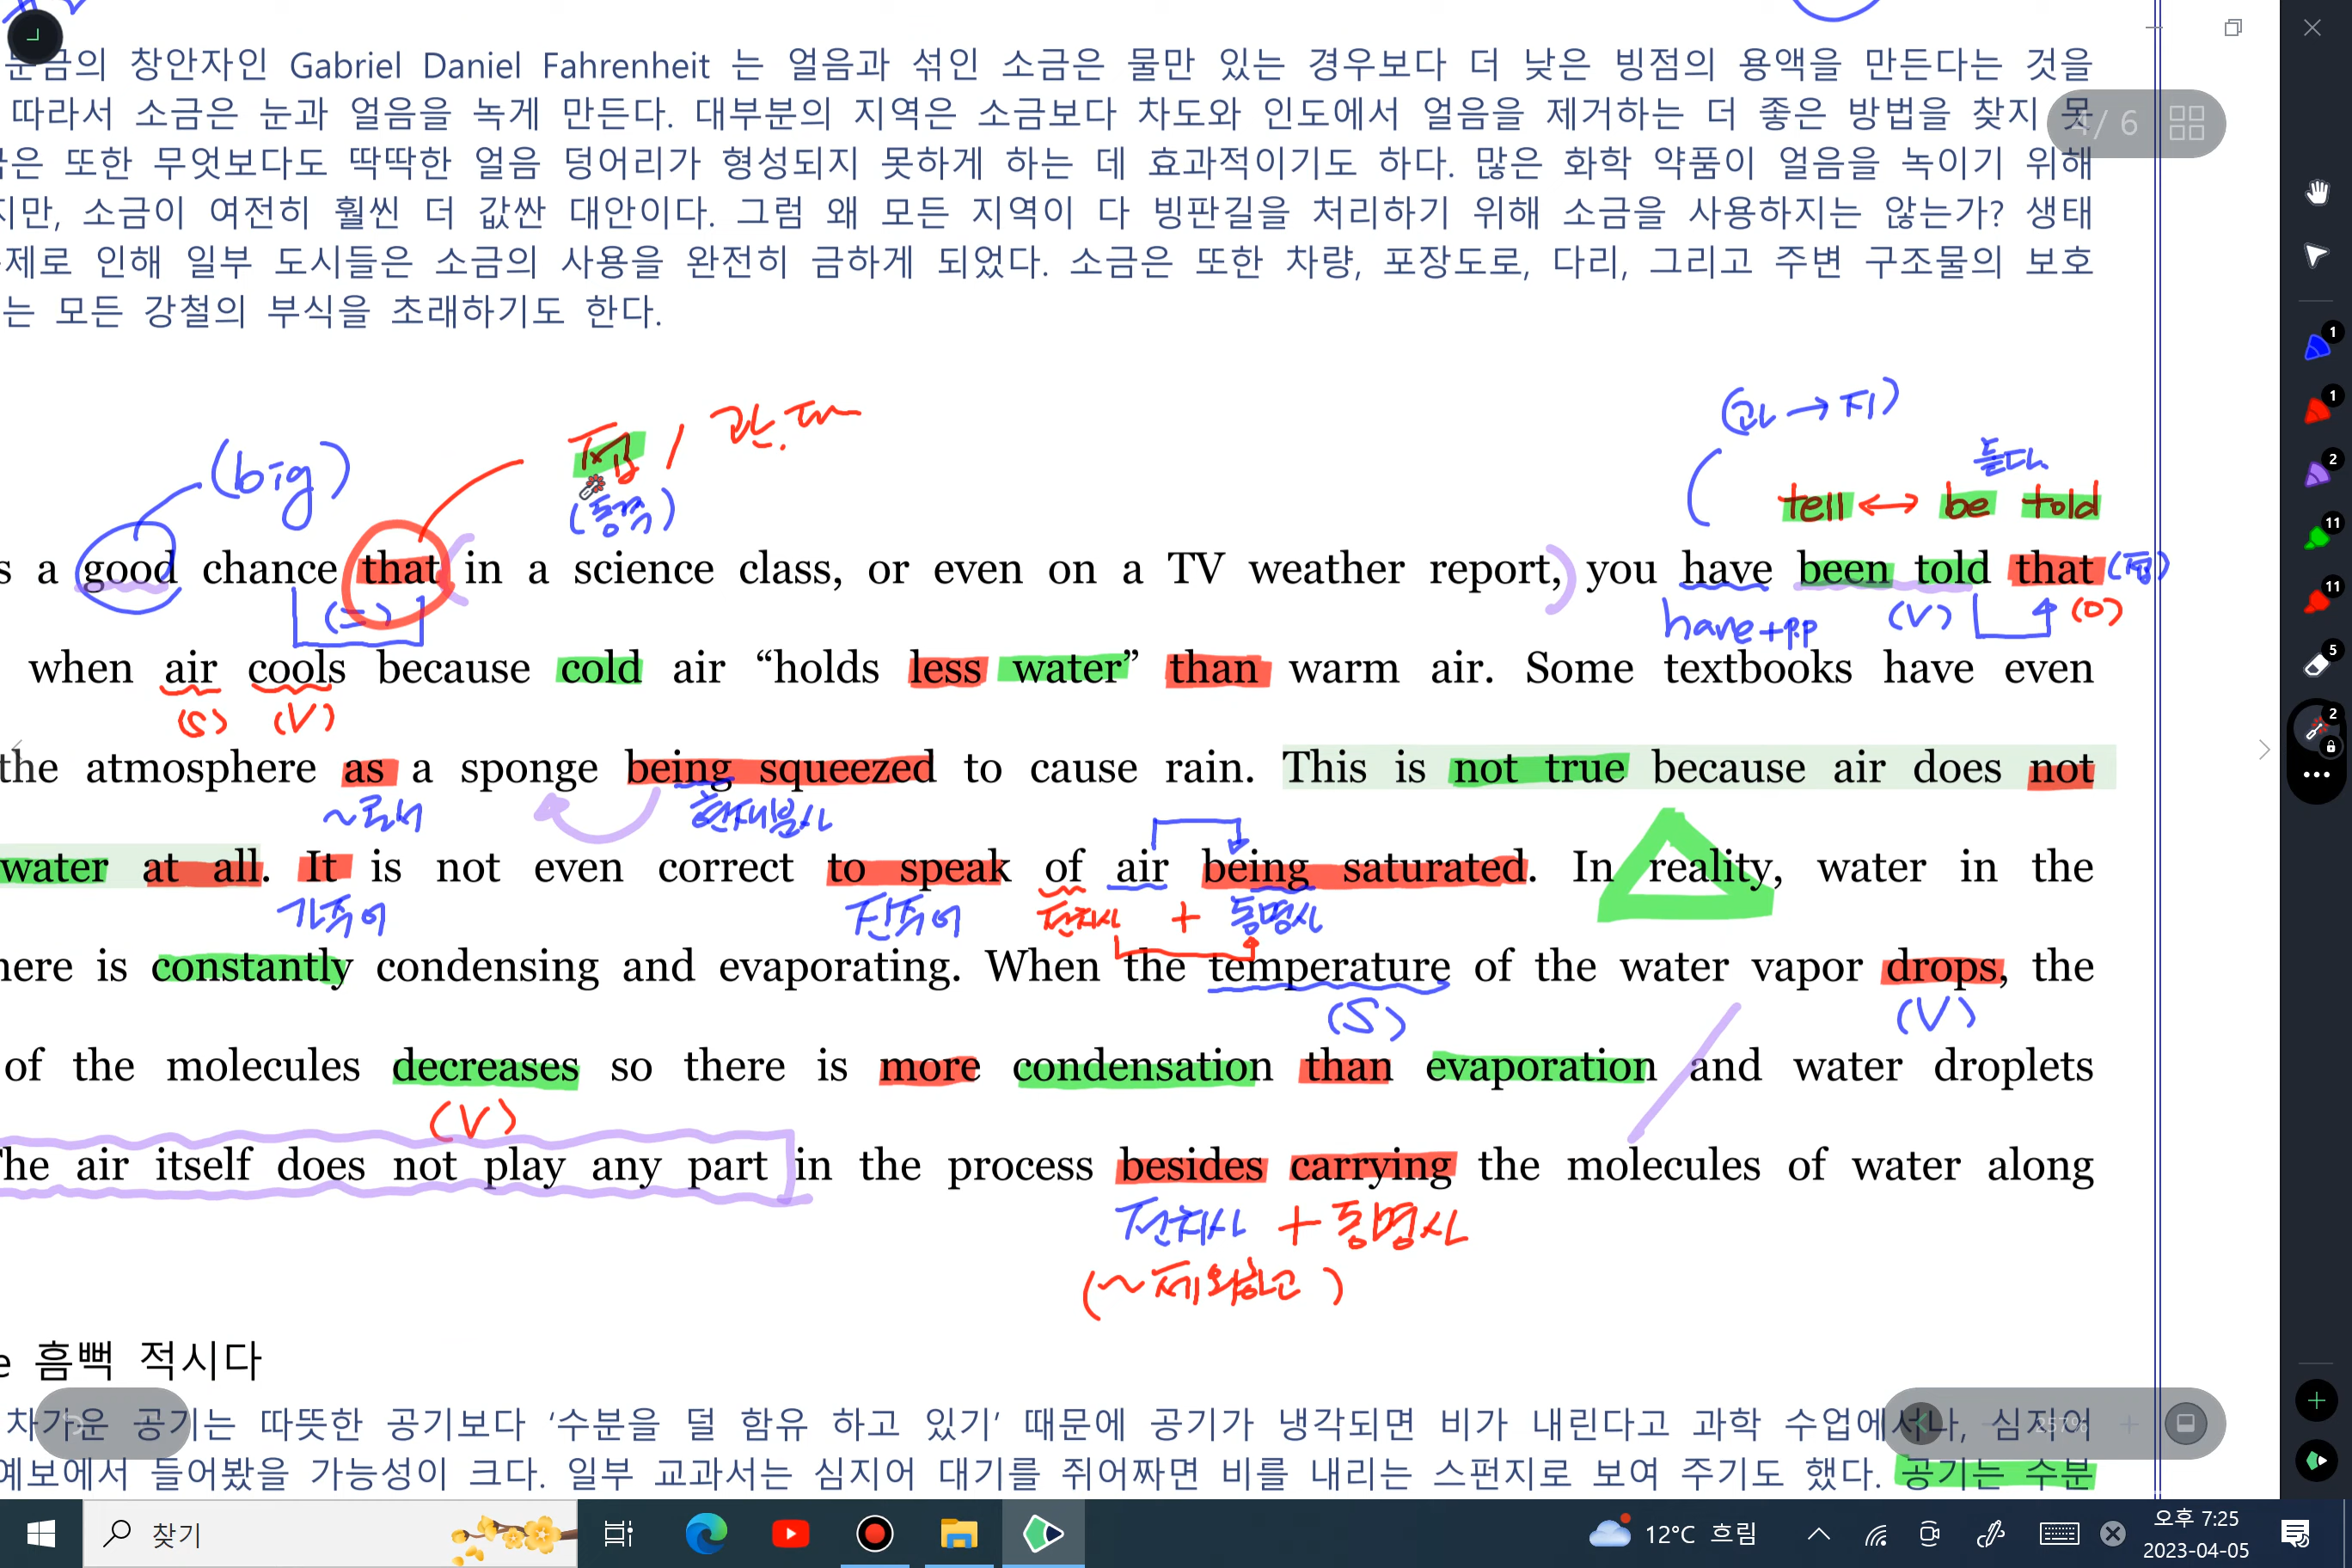 문금의 창안자인 Gabriel Daniel Fahrenheit 는 얼음과 섞인 소금은 물만 있는 경우보다 더 낮은 빙점의 용액을 만든다는 것을
따라서 소금은 눈과 얼음을 녹게 만든다. 대부분의 지역은 소금보다 차도와 인도에서 얼음을 제거하는 더 좋은 방법을 찾지 못
4 / 6
은 또한 무엇보다도 딱딱한 얼음 덩어리가 형성되지 못하게 하는 데 효과적이기도 하다. 많은 화학 약품이 얼음을 녹이기 위해
지만, 소금이 여전히 훨씬 더 값싼 대안이다. 그럼 왜 모든 지역이 다 빙판길을 처리하기 위해 소금을 사용하지는 않는가? 생태
제로 인해 일부 도시들은 소금의 사용을 완전히 금하게 되었다. 소금은 또한 차량, 포장도로, 다리, 그리고 주변 구조물의 보호
는 모든 강철의 부식을 초래하기도 한다.
(과 → 지)
(big)
접 / 관.
(동격)
듣다
tell ↔ be told
s a good chance that in a science class, or even on a TV weather report, you have been told that (접)
(=)
have+p.p (V) (O)
when air cools because cold air “holds less water” than warm air. Some textbooks have even
(S) (V)
the atmosphere as a sponge being squeezed to cause rain. This is not true because air does not
~로서 현재분사
water at all. It is not even correct to speak of air being saturated. In reality, water in the
가주어 진주어 전치사 + 동명사
here is constantly condensing and evaporating. When the temperature of the water vapor drops, the
(S) (V)
of the molecules decreases so there is more condensation than evaporation and water droplets
(V)
The air itself does not play any part in the process besides carrying the molecules of water along
전치사 + 동명사
(~제외하고)
e 흠뻑 적시다
차가운 공기는 따뜻한 공기보다 ‘수분을 덜 함유 하고 있기’ 때문에 공기가 냉각되면 비가 내린다고 과학 수업에서나, 심지어
257%
예보에서 들어봤을 가능성이 크다. 일부 교과서는 심지어 대기를 쥐어짜면 비를 내리는 스펀지로 보여 주기도 했다. 공기는 수분
1
1
2
11
11
5
2
찾기
12°C 흐림
오후 7:25
2023-04-05